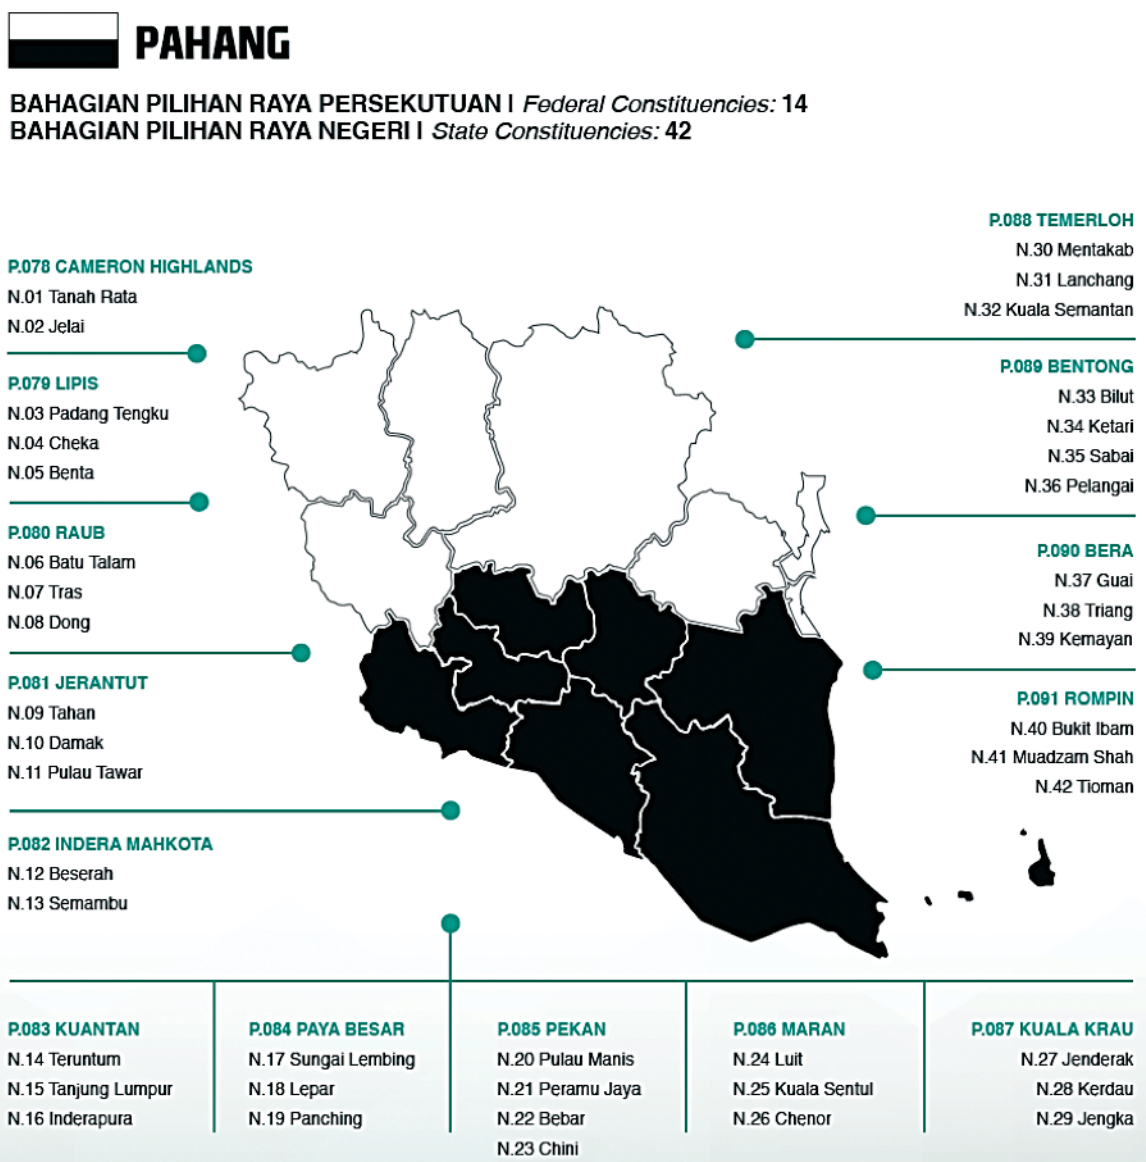 PAHANG
BAHAGIAN PILIHAN RAYA PERSEKUTUAN | Federal Constituencies: 14
BAHAGIAN PILIHAN RAYA NEGERI | State Constituencies: 42
P.078 CAMERON HIGHLANDS
N.01 Tanah Rata
N.02 Jelai
P.079 LIPIS
N.03 Padang Tengku
N.04 Cheka
N.05 Benta
P.080 RAUB
N.06 Batu Talam
N.07 Tras
N.08 Dong
P.081 JERANTUT
N.09 Tahan
N.10 Damak
N.11 Pulau Tawar
P.082 INDERA MAHKOTA
N.12 Beserah
N.13 Semambu
P.083 KUANTAN
N.14 Teruntum
N.15 Tanjung Lumpur
N.16 Inderapura
P.084 PAYA BESAR
N.17 Sungai Lembing
N.18 Lepar
N.19 Panching
P.085 PEKAN
N.20 Pulau Manis
N.21 Peramu Jaya
N.22 Bebar
N.23 Chini
P.086 MARAN
N.24 Luit
N.25 Kuala Sentul
N.26 Chenor
P.087 KUALA KRAU
N.27 Jenderak
N.28 Kerdau
N.29 Jengka
P.088 TEMERLOH
N.30 Mentakab
N.31 Lanchang
N.32 Kuala Semantan
P.089 BENTONG
N.33 Bilut
N.34 Ketari
N.35 Sabai
N.36 Pelangai
P.090 BERA
N.37 Guai
N.38 Triang
N.39 Kemayan
P.091 ROMPIN
N.40 Bukit Ibam
N.41 Muadzam Shah
N.42 Tioman